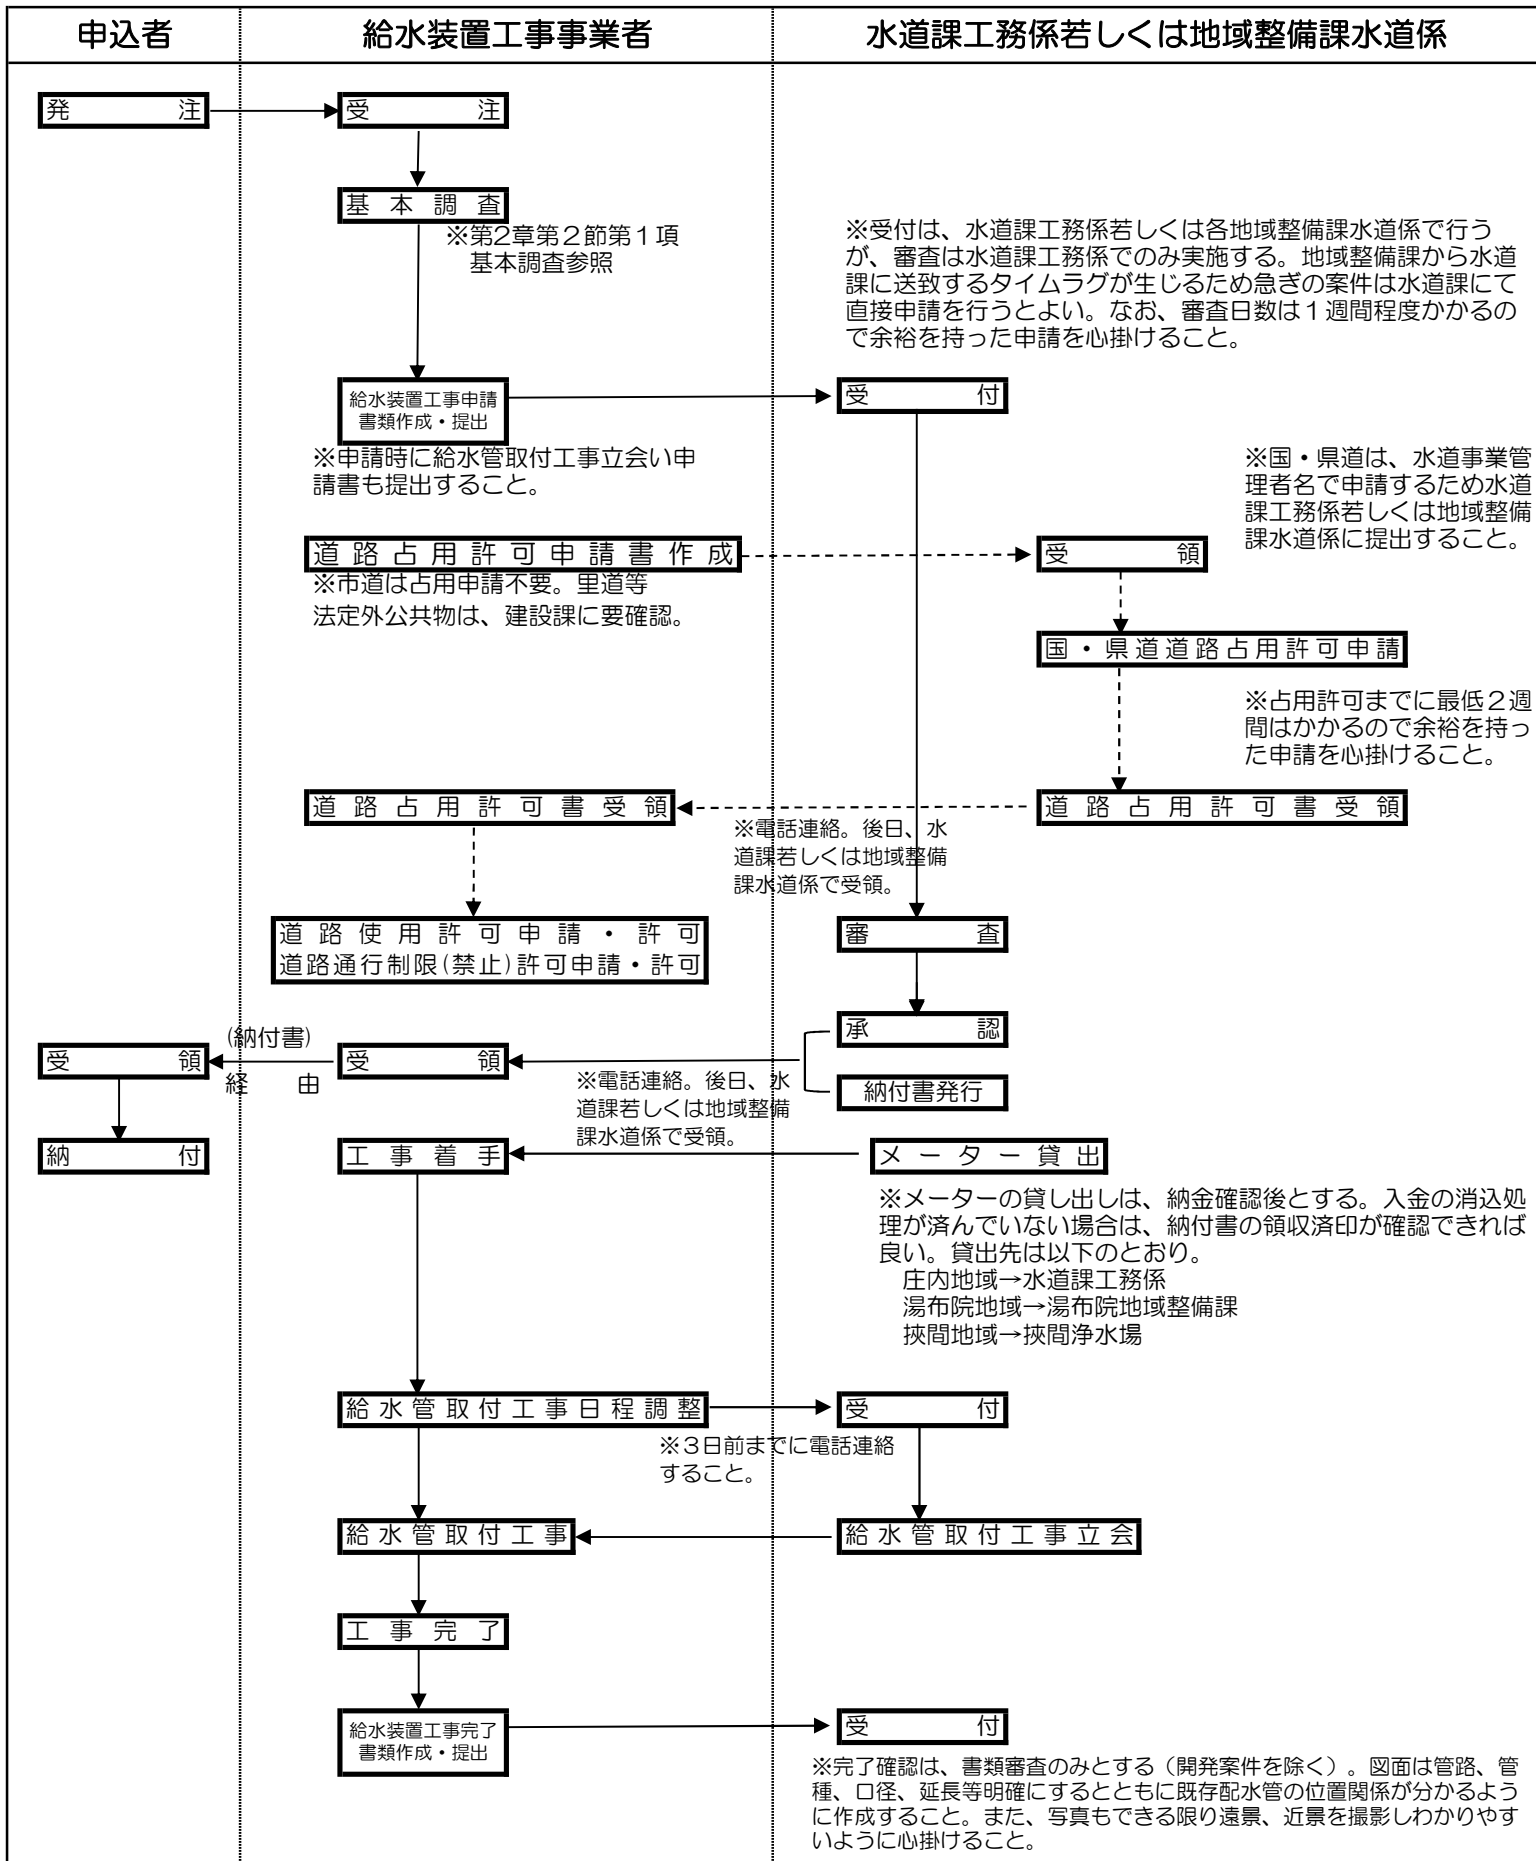 申込者
給水装置工事事業者
水道課工務係若しくは地域整備課水道係
発注
受注
基本調査
※第2章第２節第１項
基本調査参照
※受付は、水道課工務係若しくは各地域整備課水道係で行う
が、審査は水道課工務係でのみ実施する。地域整備課から水道
課に送致するタイムラグが生じるため急ぎの案件は水道課にて
直接申請を行うとよい。なお、審査日数は１週間程度かかるの
で余裕を持った申請を心掛けること。
給水装置工事申請
書類作成・提出
受付
※申請時に給水管取付工事立会い申
請書も提出すること。
※国・県道は、水道事業管
理者名で申請するため水道
課工務係若しくは地域整備
課水道係に提出すること。
道路占用許可申請書作成
受領
※市道は占用申請不要。里道等
法定外公共物は、建設課に要確認。
国・県道道路占用許可申請
※占用許可までに最低２週
間はかかるので余裕を持っ
た申請を心掛けること。
道路占用許可書受領
道路占用許可書受領
※電話連絡。後日、水
道課若しくは地域整備
課水道係で受領。
道路使用許可申請・許可
道路通行制限(禁止)許可申請・許可
審査
承認
(納付書)
受領
受領
経由
※電話連絡。後日、水
道課若しくは地域整備
課水道係で受領。
納付書発行
納付
工事着手
メーター貸出
※メーターの貸し出しは、納金確認後とする。入金の消込処
理が済んでいない場合は、納付書の領収済印が確認できれば
良い。貸出先は以下のとおり。
庄内地域→水道課工務係
湯布院地域→湯布院地域整備課
挾間地域→挾間浄水場
給水管取付工事日程調整
受付
※３日前までに電話連絡
すること。
給水管取付工事
給水管取付工事立会
工事完了
給水装置工事完了
書類作成・提出
受付
※完了確認は、書類審査のみとする（開発案件を除く）。図面は管路、管
種、口径、延長等明確にするとともに既存配水管の位置関係が分かるよう
に作成すること。また、写真もできる限り遠景、近景を撮影しわかりやす
いように心掛けること。